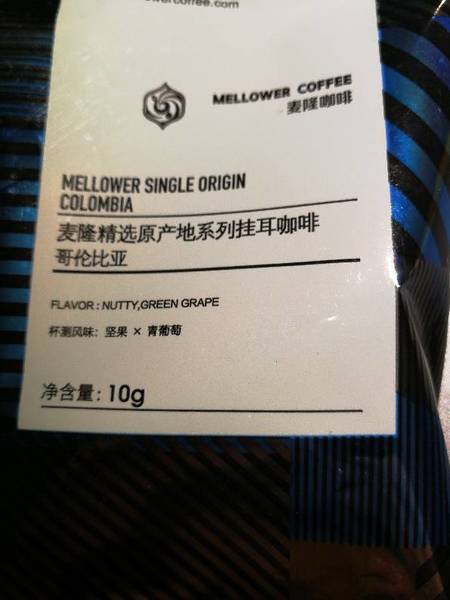 MELLOWER COFFEE
麦隆咖啡
MELLOWER SINGLE ORIGIN
COLOMBIA
麦隆精选原产地系列挂耳咖啡
哥伦比亚
FLAVOR : NUTTY,GREEN GRAPE
杯测风味: 坚果 × 青葡萄
净含量: 10g